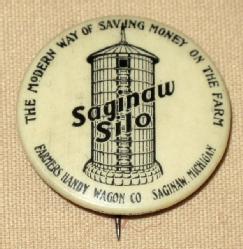 THE MODERN WAY OF SAVING MONEY ON THE FARM
Saginaw
Silo
FARMERS HANDY WAGON CO SAGINAW, MICHIGAN